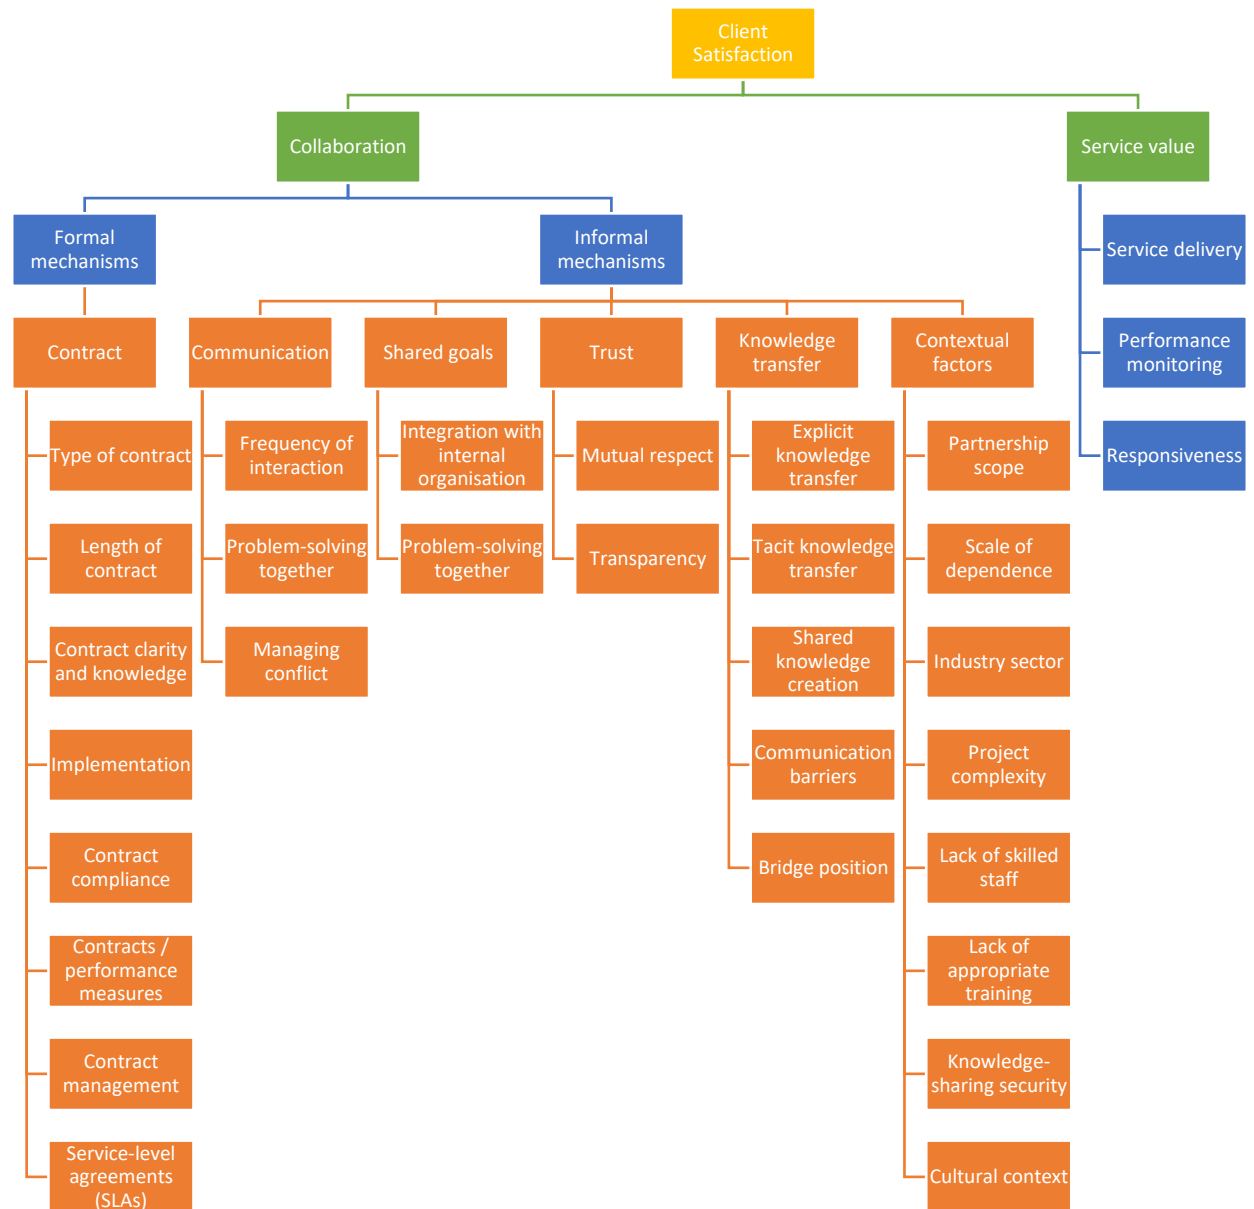 Client
Satisfaction
Collaboration
Service value
Formal
mechanisms
Informal
mechanisms
Service delivery
Performance
monitoring
Responsiveness
Contract
Communication
Shared goals
Trust
Knowledge
transfer
Contextual
factors
Type of contract
Length of
contract
Contract clarity
and knowledge
Implementation
Contract
compliance
Contracts /
performance
measures
Contract
management
Service-level
agreements
(SLAs)
Frequency of
interaction
Problem-solving
together
Managing
conflict
Integration with
internal
organisation
Problem-solving
together
Mutual respect
Transparency
Explicit
knowledge
transfer
Tacit knowledge
transfer
Shared
knowledge
creation
Communication
barriers
Bridge position
Partnership
scope
Scale of
dependence
Industry sector
Project
complexity
Lack of skilled
staff
Lack of
appropriate
training
Knowledge-
sharing security
Cultural context